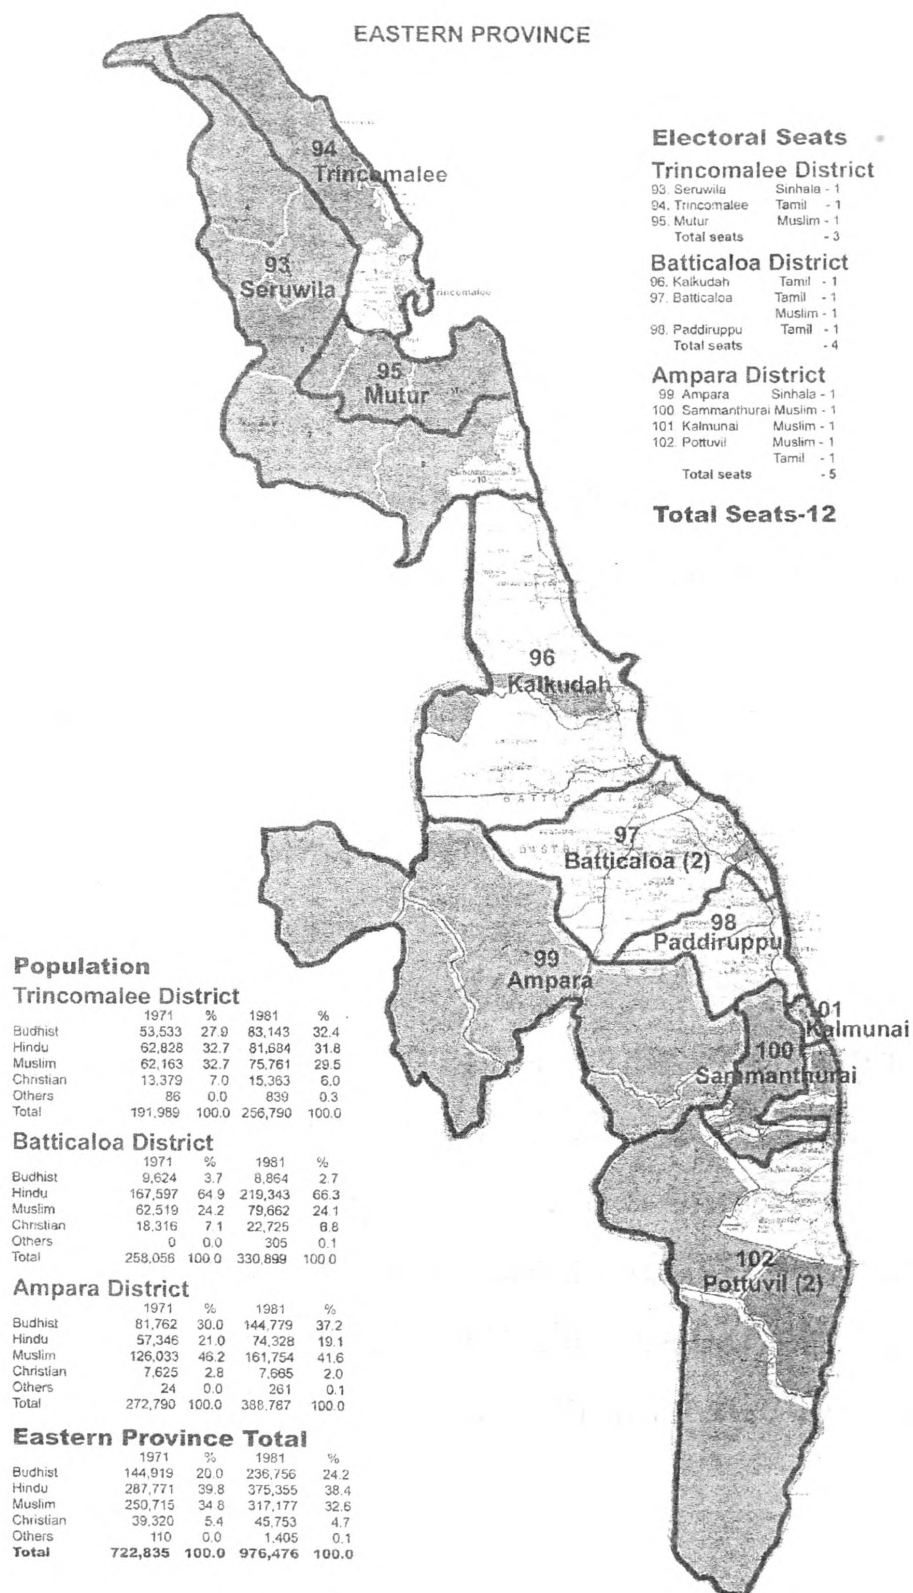 EASTERN PROVINCE
Electoral Seats
Trincomalee District
93. Seruwila Sinhala - 1
94. Trincomalee Tamil - 1
95. Mutur Muslim - 1
Total seats - 3
Batticaloa District
96. Kalkudah Tamil - 1
97. Batticaloa Tamil - 1
Muslim - 1
98. Paddiruppu Tamil - 1
Total seats - 4
Ampara District
99 Ampara Sinhala - 1
100 Sammanthurai Muslim - 1
101 Kalmunai Muslim - 1
102. Pottuvil Muslim - 1
Tamil - 1
Total seats - 5
Total Seats-12
94
Trincomalee
93
Seruwila
Trincomalee
95
Mutur
96
Kalkudah
BATTICALOA
DISTRICT
97
Batticaloa (2)
98
Paddiruppu
99
Ampara
101
Kalmunai
100
Sammanthurai
102
Pottuvil (2)
Population
Trincomalee District
1971 % 1981 %
Budhist 53,533 27.9 83,143 32.4
Hindu 62,828 32.7 81,684 31.8
Muslim 62,163 32.7 75,761 29.5
Christian 13,379 7.0 15,363 6.0
Others 86 0.0 839 0.3
Total 191,989 100.0 256,790 100.0
Batticaloa District
1971 % 1981 %
Budhist 9,624 3.7 8,864 2.7
Hindu 167,597 64.9 219,343 66.3
Muslim 62,519 24.2 79,662 24.1
Christian 18,316 7.1 22,725 6.8
Others 0 0.0 305 0.1
Total 258,056 100.0 330,899 100.0
Ampara District
1971 % 1981 %
Budhist 81,762 30.0 144,779 37.2
Hindu 57,346 21.0 74,328 19.1
Muslim 126,033 46.2 161,754 41.6
Christian 7,625 2.8 7,665 2.0
Others 24 0.0 261 0.1
Total 272,790 100.0 388,787 100.0
Eastern Province Total
1971 % 1981 %
Budhist 144,919 20.0 236,756 24.2
Hindu 287,771 39.8 375,355 38.4
Muslim 250,715 34.8 317,177 32.6
Christian 39,320 5.4 45,753 4.7
Others 110 0.0 1,405 0.1
Total 722,835 100.0 976,476 100.0